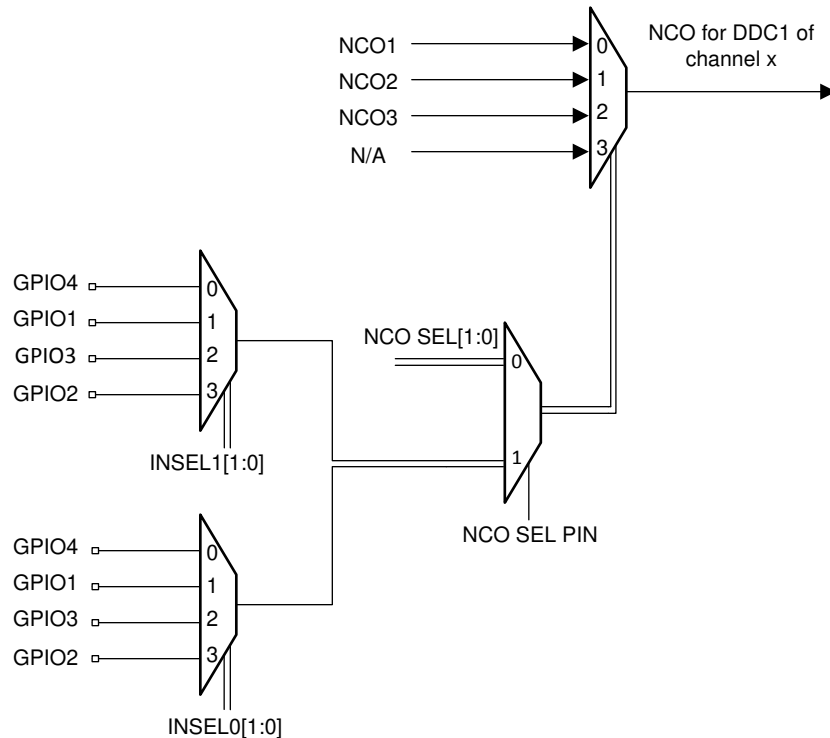 NCO1
NCO2
NCO3
N/A
0
1
2
3
NCO for DDC1 of
channel x
GPIO4
GPIO1
GPIO3
GPIO2
0
1
2
3
INSEL1[1:0]
NCO SEL[1:0]
0
1
NCO SEL PIN
GPIO4
GPIO1
GPIO3
GPIO2
0
1
2
3
INSEL0[1:0]